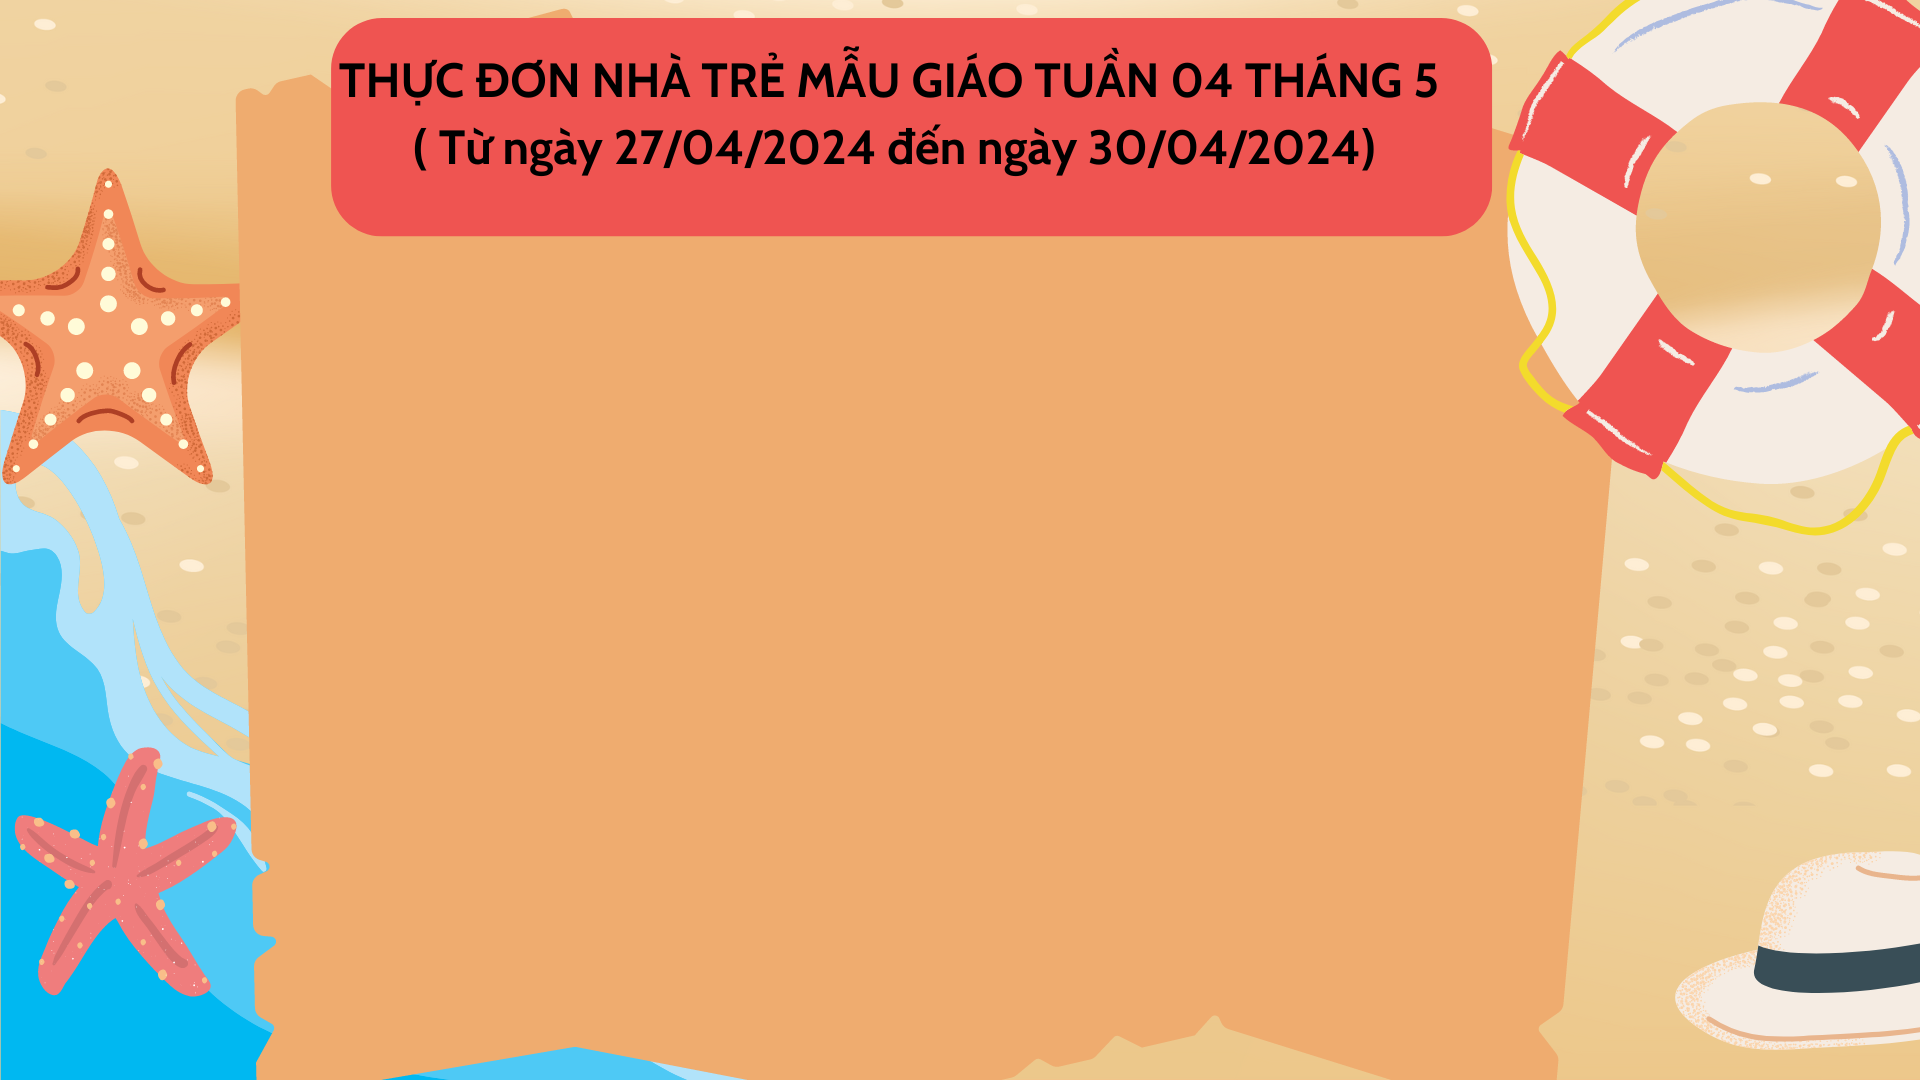 THỰC ĐƠN NHÀ TRẺ MẪU GIÁO TUẦN 04 THÁNG 5
( Từ ngày 27/04/2024 đến ngày 30/04/2024)